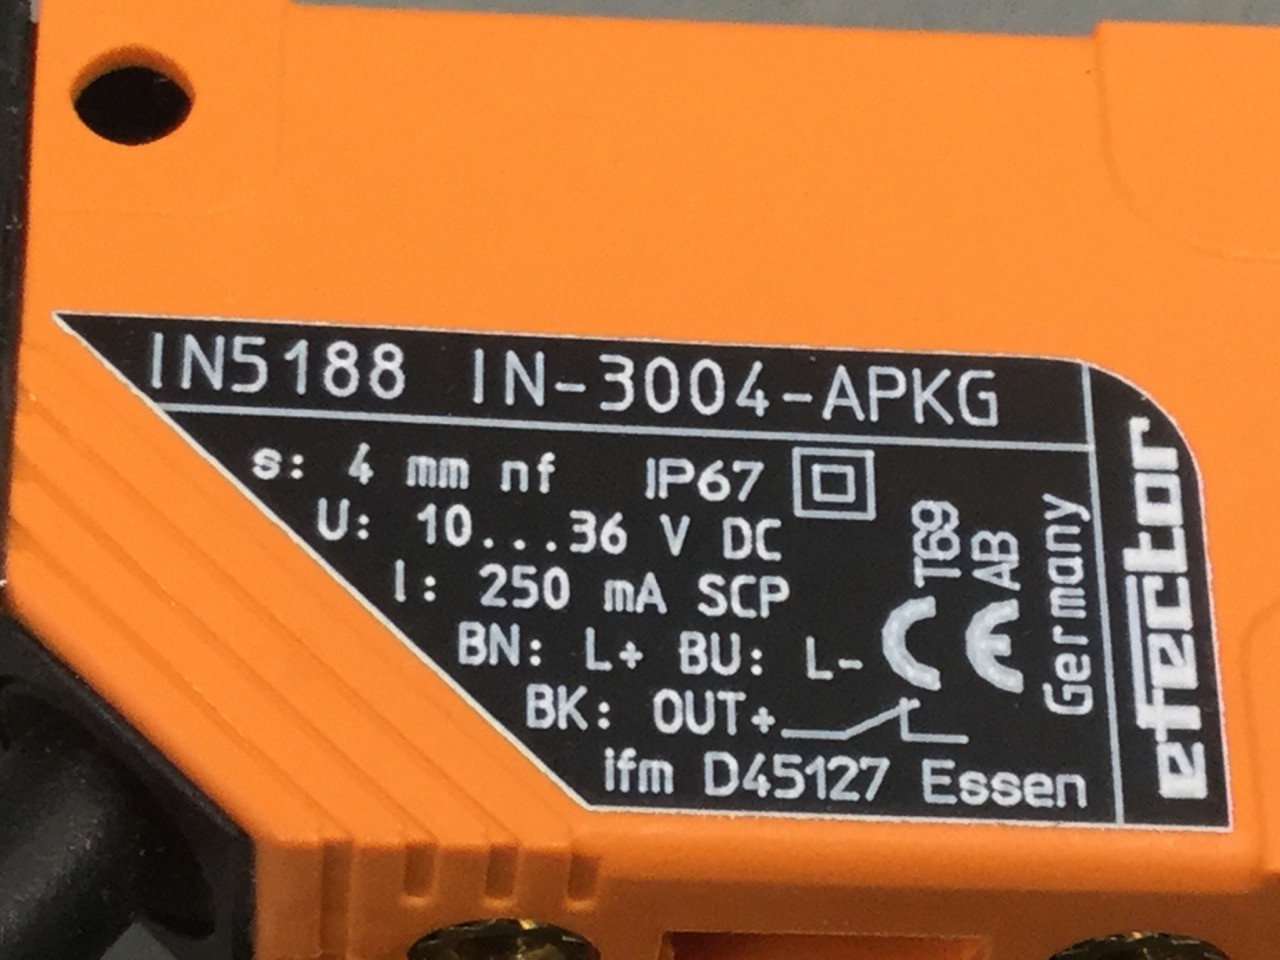 IN5188 IN-3004-APKG
s: 4 mm nf IP67
U: 10...36 V DC
I: 250 mA SCP
BN: L+ BU: L-
BK: OUT+
ifm D45127 Essen
CE T69
AB
Germany
efector